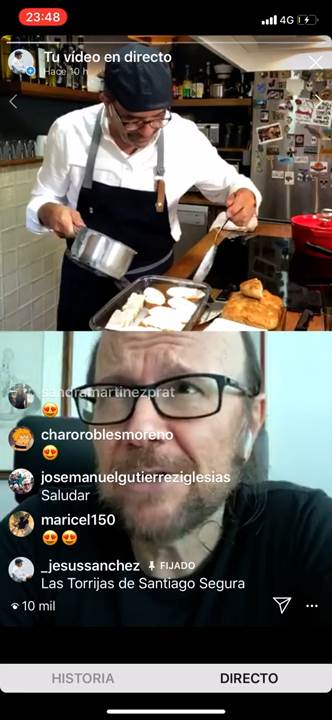 23:48
4G
Tu vídeo en directo
Hace 10 h
sandramartinezprat
😍
charoroblesmoreno
😍
josemanuelgutierreziglesias
Saludar
maricel150
😍 😍
_jesussanchez FIJADO
Las Torrijas de Santiago Segura
10 mil
HISTORIA DIRECTO